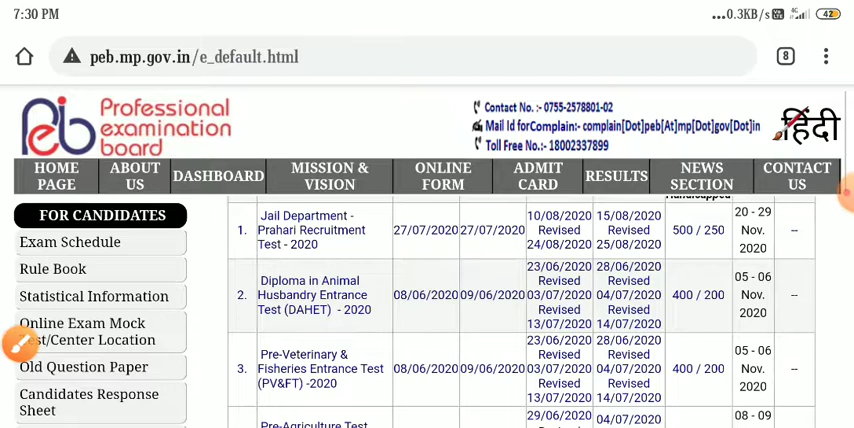 7:30 PM
...0.3KB/s 4G 42
peb.mp.gov.in/e_default.html 8
Peb Professional examination board
Contact No. :- 0755-2578801-02
Mail Id forComplain:- complain[Dot]peb[At]mp[Dot]gov[Dot]in
Toll Free No.:- 18002337899
हिंदी
HOME PAGE ABOUT US DASHBOARD MISSION & VISION ONLINE FORM ADMIT CARD RESULTS NEWS SECTION CONTACT US
FOR CANDIDATES
Exam Schedule
Rule Book
Statistical Information
Online Exam Mock
Test/Center Location
Old Question Paper
Candidates Response
Sheet
Handicapped
1. Jail Department - Prahari Recruitment Test - 2020 27/07/2020 27/07/2020 10/08/2020 Revised 24/08/2020 15/08/2020 Revised 25/08/2020 500 / 250 20 - 29 Nov. 2020 --
2. Diploma in Animal Husbandry Entrance Test (DAHET) - 2020 08/06/2020 09/06/2020 23/06/2020 Revised 03/07/2020 Revised 13/07/2020 28/06/2020 Revised 04/07/2020 Revised 14/07/2020 400 / 200 05 - 06 Nov. 2020 --
3. Pre-Veterinary & Fisheries Entrance Test (PV&FT) -2020 08/06/2020 09/06/2020 23/06/2020 Revised 03/07/2020 Revised 13/07/2020 28/06/2020 Revised 04/07/2020 Revised 14/07/2020 400 / 200 05 - 06 Nov. 2020 --
Pre-Agriculture Test 29/06/2020 04/07/2020 08 - 09